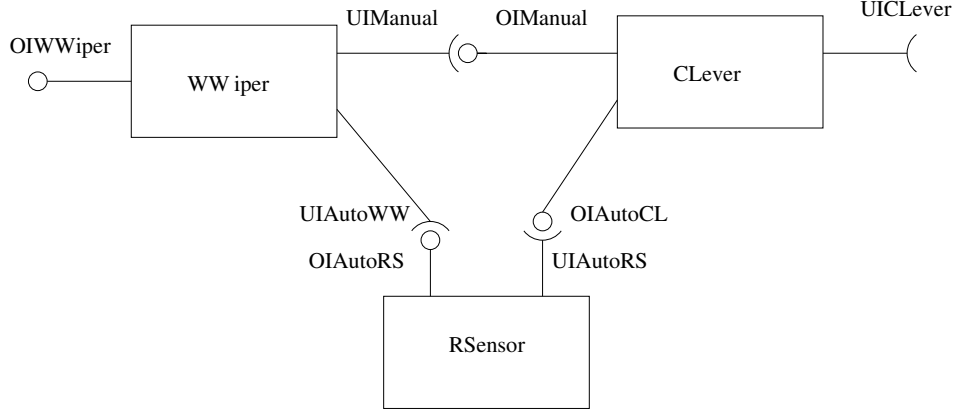 UIManual
OIManual
UICLever
OIWWiper
WW iper
CLever
UIAutoWW
OIAutoCL
OIAutoRS
UIAutoRS
RSensor